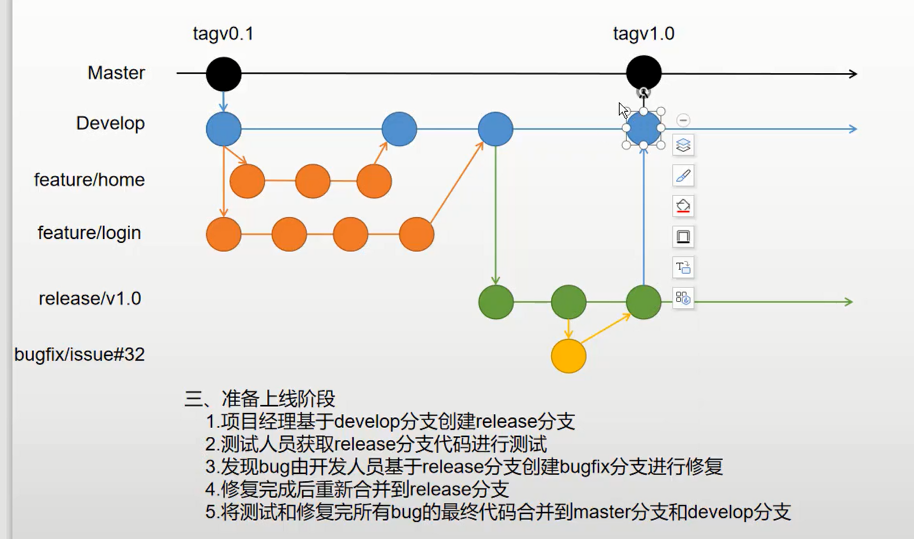 tagv0.1
tagv1.0
Master
Develop
feature/home
feature/login
release/v1.0
bugfix/issue#32
三、准备上线阶段
1.项目经理基于develop分支创建release分支
2.测试人员获取release分支代码进行测试
3.发现bug由开发人员基于release分支创建bugfix分支进行修复
4.修复完成后重新合并到release分支
5.将测试和修复完所有bug的最终代码合并到master分支和develop分支